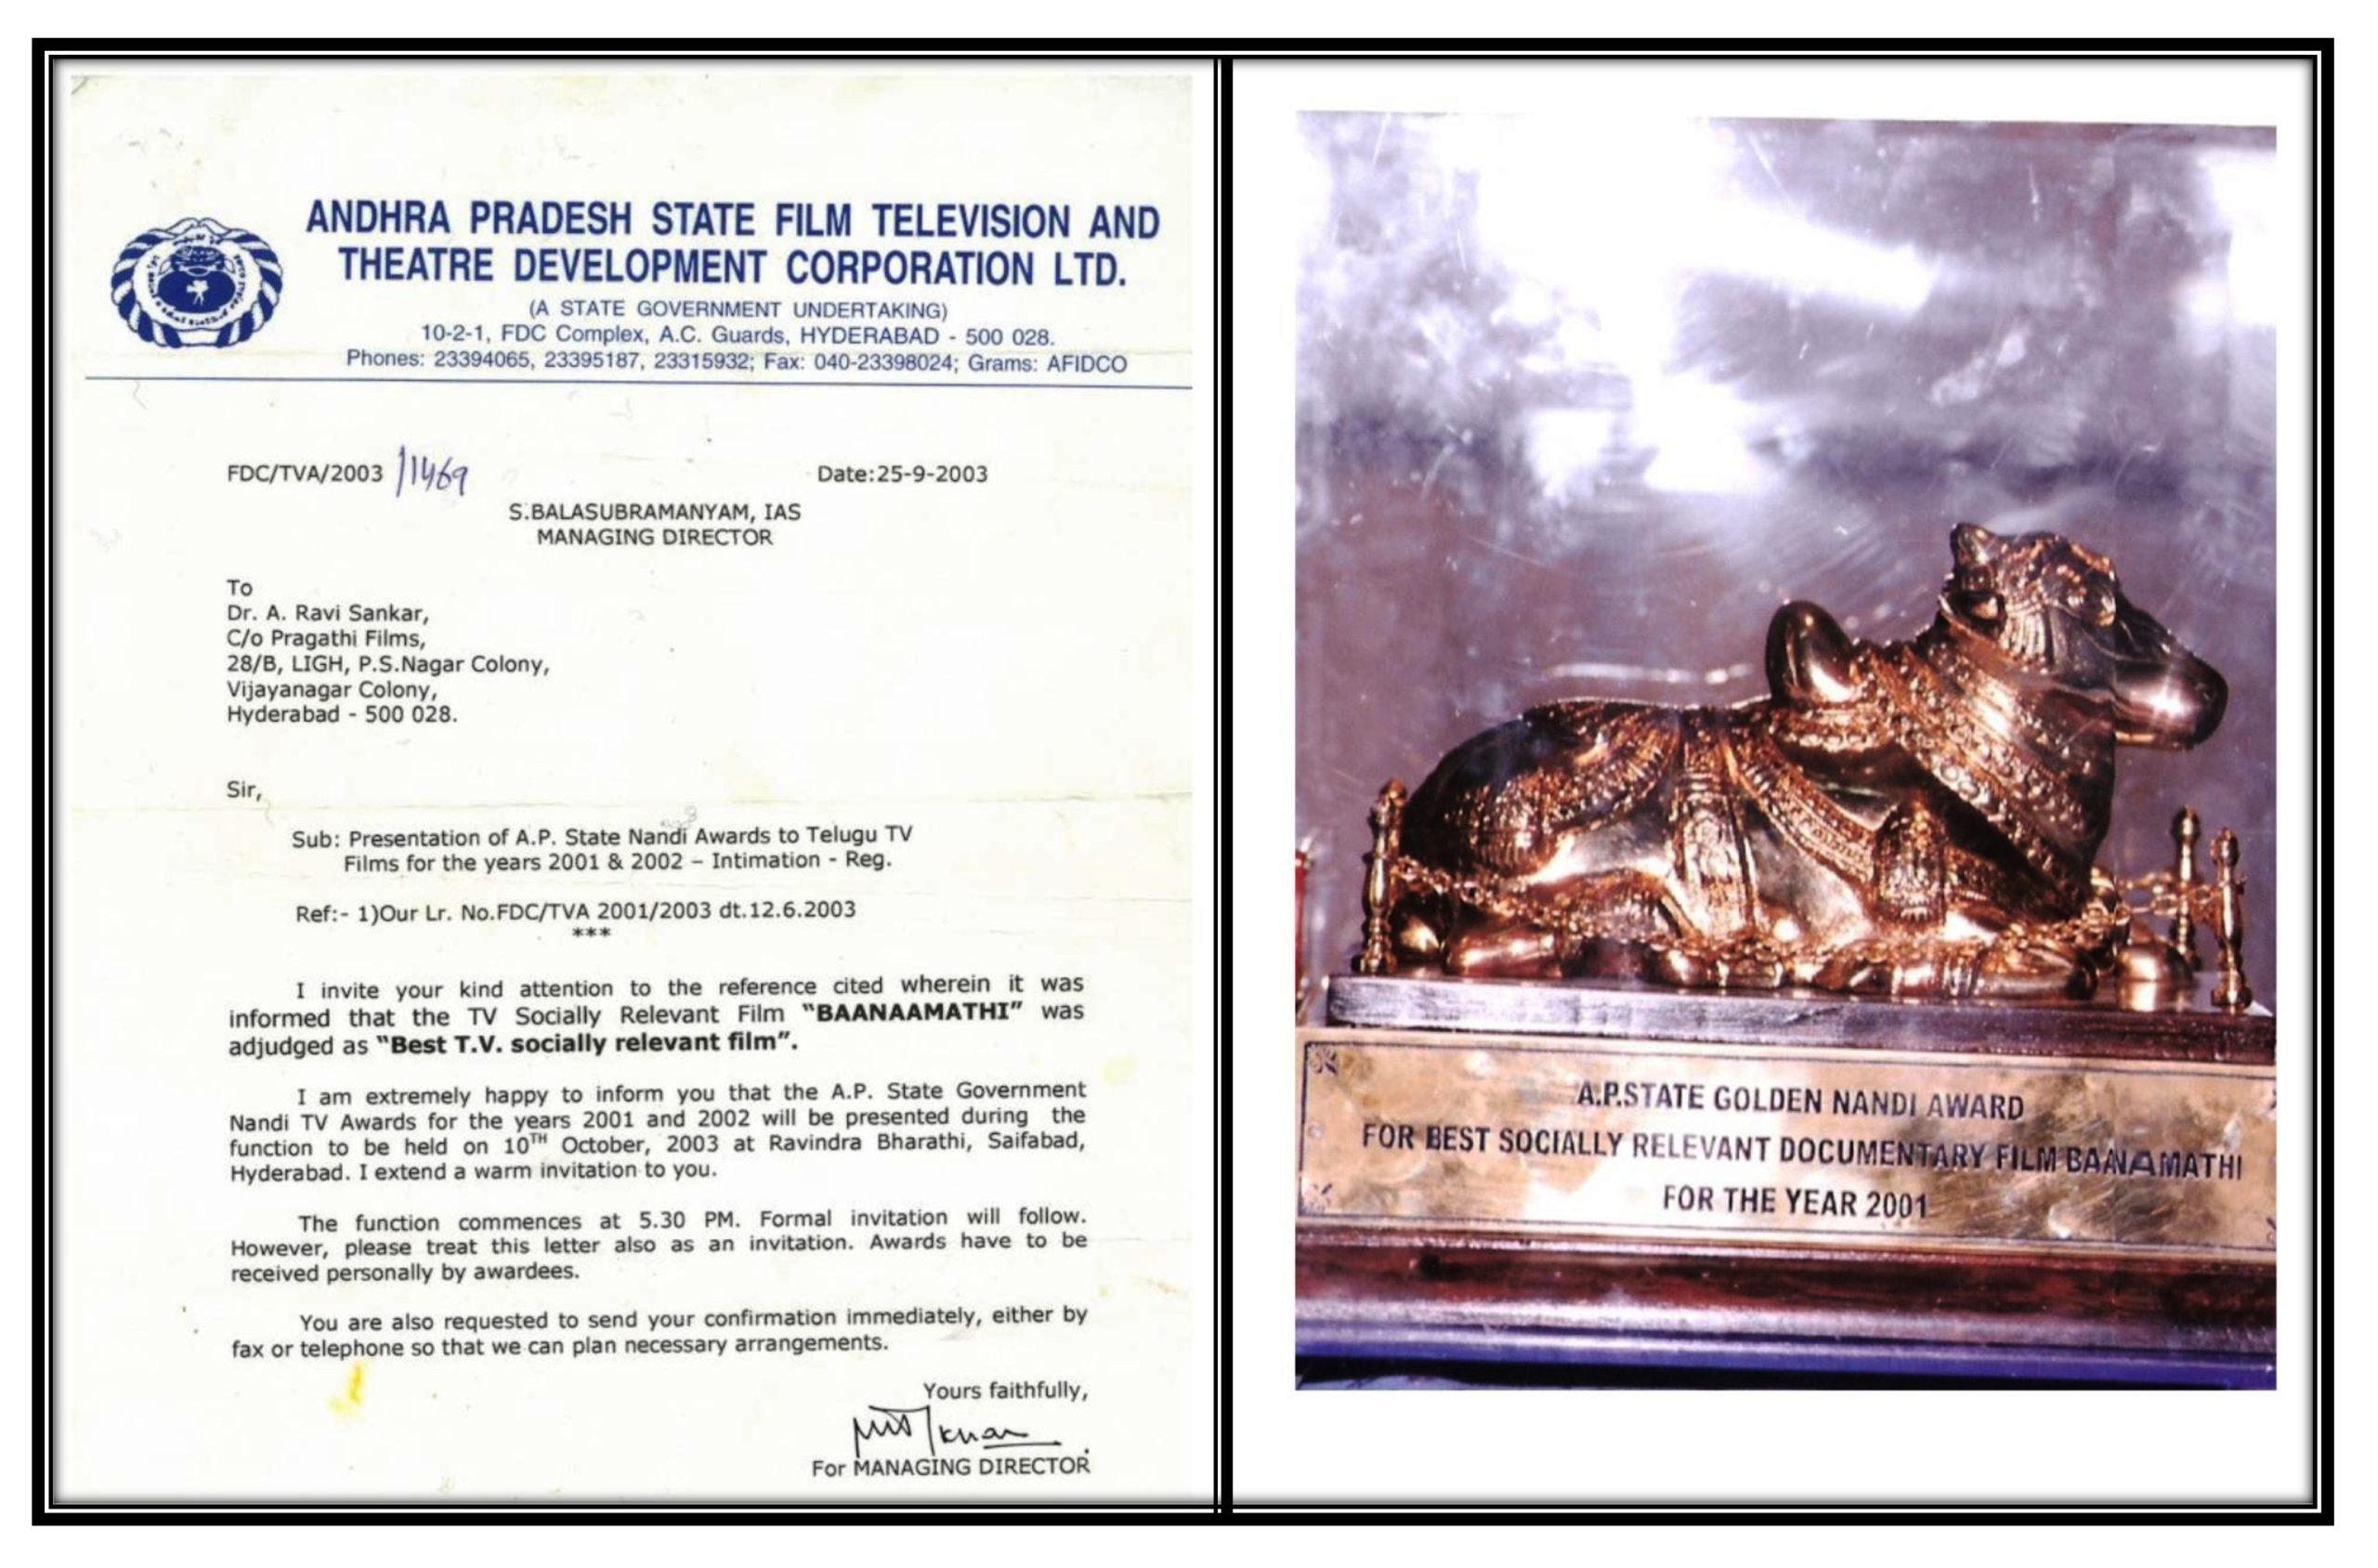 ANDHRA PRADESH STATE FILM TELEVISION AND
THEATRE DEVELOPMENT CORPORATION LTD.
(A STATE GOVERNMENT UNDERTAKING)
10-2-1, FDC Complex, A.C. Guards, HYDERABAD - 500 028.
Phones: 23394065, 23395187, 23315932; Fax: 040-23398024; Grams: AFIDCO
FDC/TVA/2003 /1469 Date:25-9-2003
S.BALASUBRAMANYAM, IAS
MANAGING DIRECTOR
To
Dr. A. Ravi Sankar,
C/o Pragathi Films,
28/B, LIGH, P.S.Nagar Colony,
Vijayanagar Colony,
Hyderabad - 500 028.
Sir,
Sub: Presentation of A.P. State Nandi Awards to Telugu TV
Films for the years 2001 & 2002 – Intimation - Reg.
Ref:- 1)Our Lr. No.FDC/TVA 2001/2003 dt.12.6.2003
***
I invite your kind attention to the reference cited wherein it was
informed that the TV Socially Relevant Film "BAANAAMATHI" was
adjudged as "Best T.V. socially relevant film".
I am extremely happy to inform you that the A.P. State Government
Nandi TV Awards for the years 2001 and 2002 will be presented during the
function to be held on 10TH October, 2003 at Ravindra Bharathi, Saifabad,
Hyderabad. I extend a warm invitation to you.
The function commences at 5.30 PM. Formal invitation will follow.
However, please treat this letter also as an invitation. Awards have to be
received personally by awardees.
You are also requested to send your confirmation immediately, either by
fax or telephone so that we can plan necessary arrangements.
Yours faithfully,
For MANAGING DIRECTOR
A.P.STATE GOLDEN NANDI AWARD
FOR BEST SOCIALLY RELEVANT DOCUMENTARY FILM BAANAMATHI
FOR THE YEAR 2001